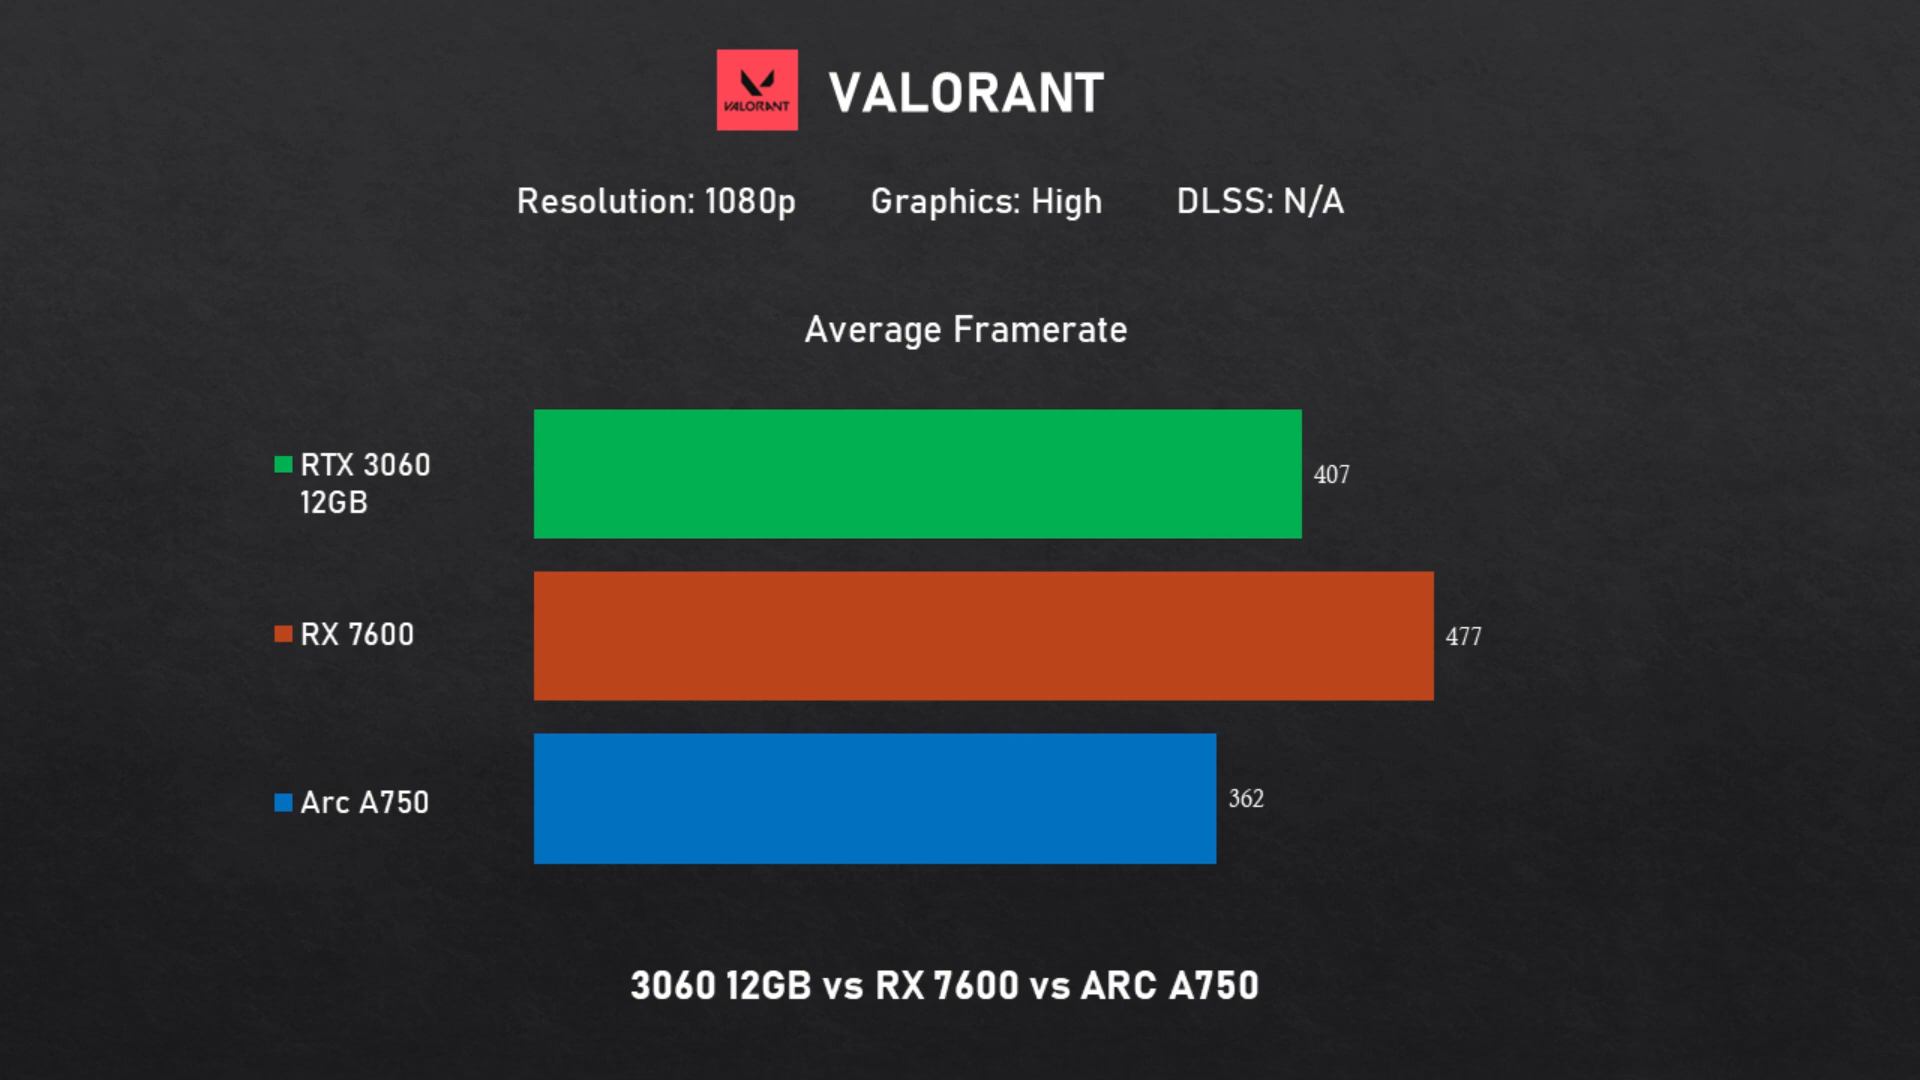 VALORANT
VALORANT
Resolution: 1080p Graphics: High DLSS: N/A
Average Framerate
RTX 3060
12GB
407
RX 7600
477
Arc A750
362
3060 12GB vs RX 7600 vs ARC A750